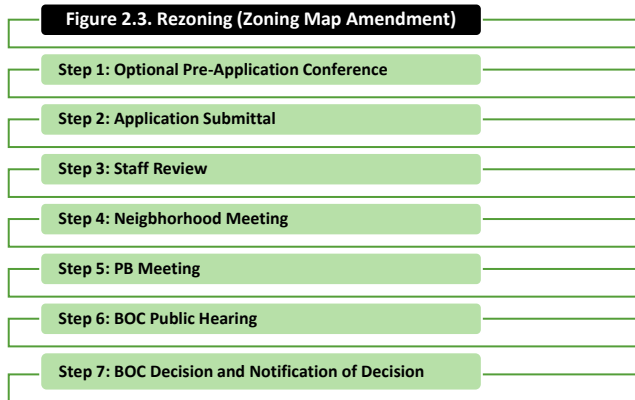 Figure 2.3. Rezoning (Zoning Map Amendment)
Step 1: Optional Pre-Application Conference
Step 2: Application Submittal
Step 3: Staff Review
Step 4: Neigbhorhood Meeting
Step 5: PB Meeting
Step 6: BOC Public Hearing
Step 7: BOC Decision and Notification of Decision